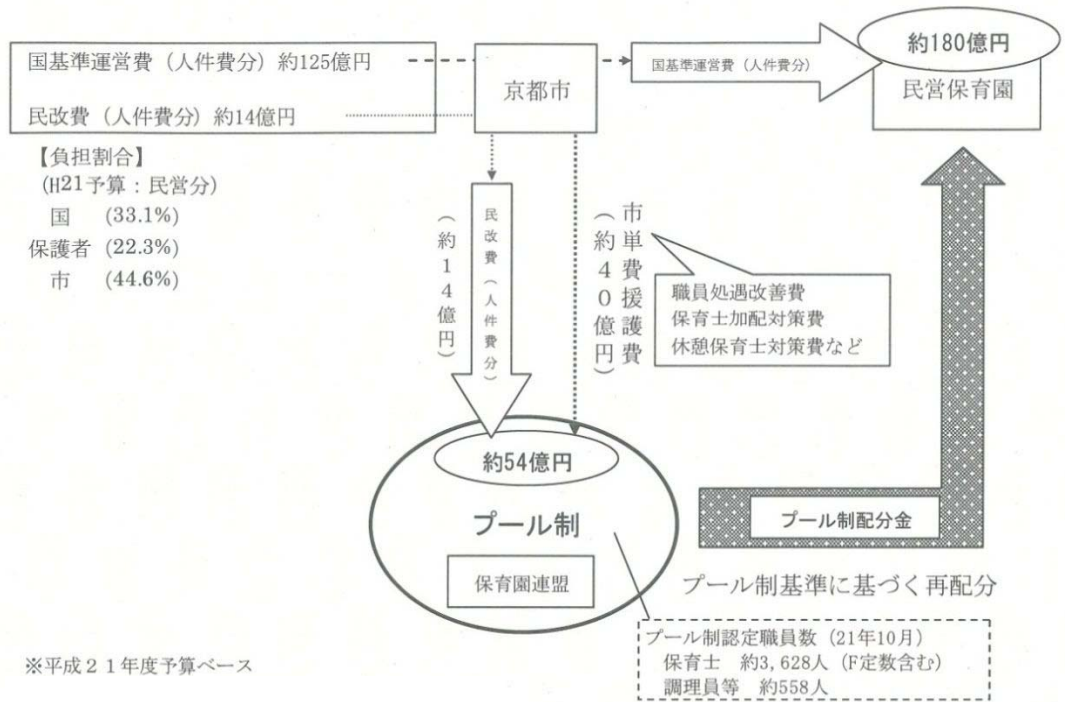 国基準運営費（人件費分）約125億円
民改費（人件費分）約14億円
京都市
国基準運営費（人件費分）
約180億円
民営保育園
【負担割合】
(H21予算：民営分)
国 (33.1%)
保護者 (22.3%)
市 (44.6%)
（約14億円）
民改費（人件費分）
市単費援護費
（約40億円）
職員処遇改善費
保育士加配対策費
休憩保育士対策費など
約54億円
プール制
保育園連盟
プール制配分金
プール制基準に基づく再配分
プール制認定職員数（21年10月）
保育士 約3,628人（F定数含む）
調理員等 約558人
※平成２１年度予算ベース